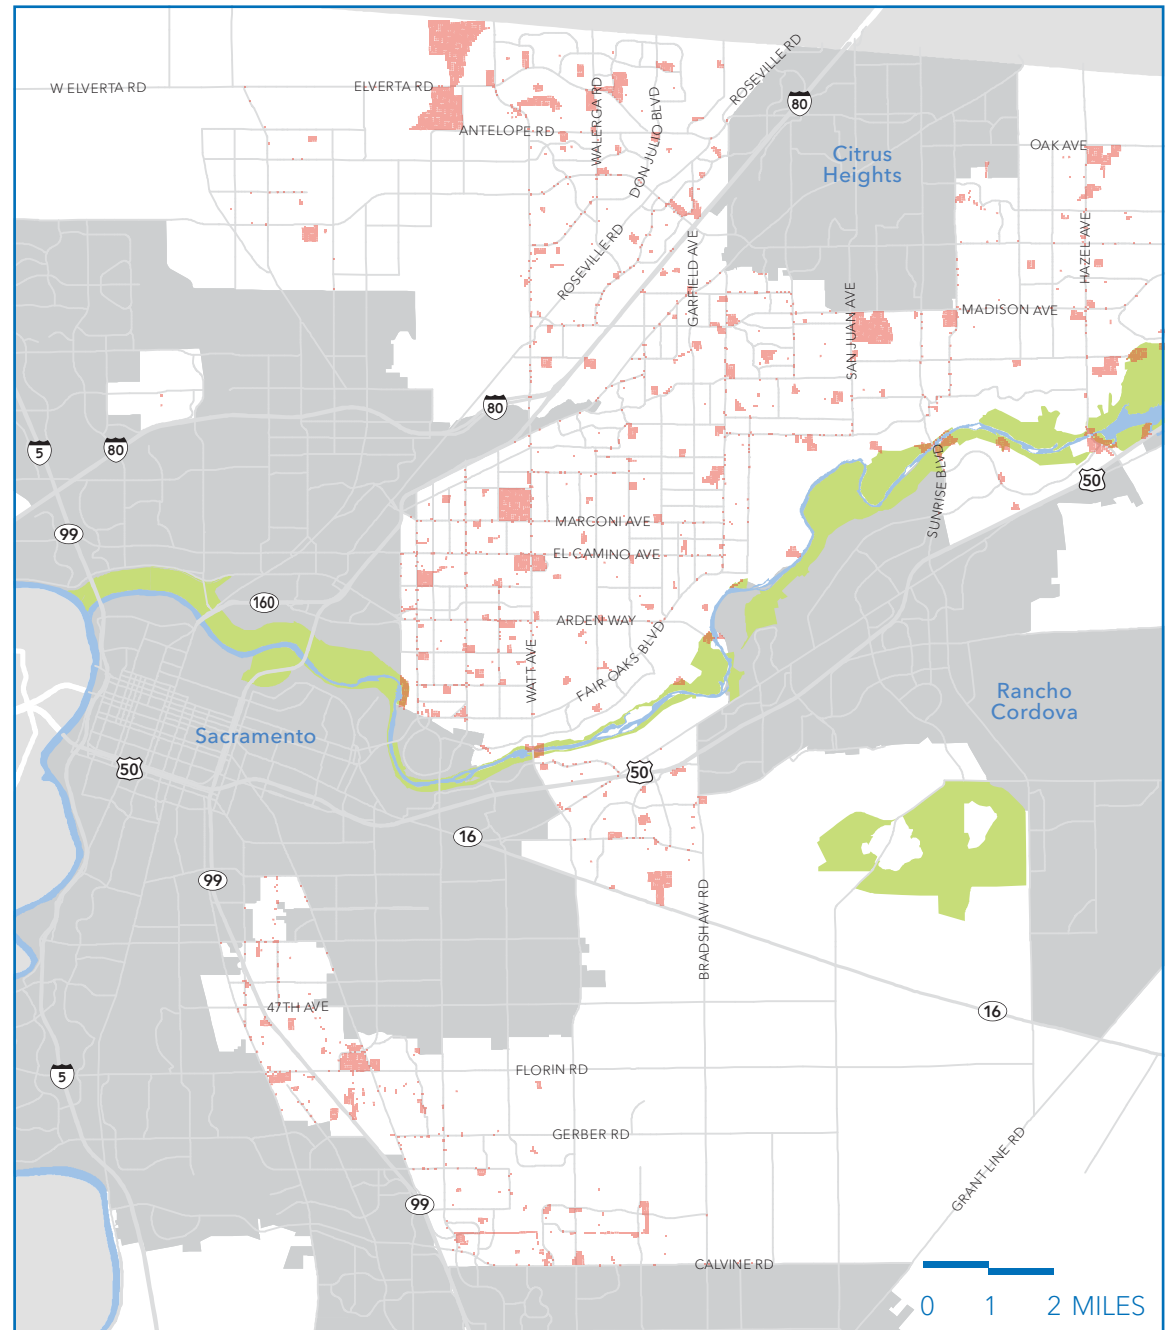 ROSEVILLE RD
W ELVERTA RD
ELVERTA RD
80
ANTELOPE RD
WALERGA RD
DON JULIO BLVD
OAK AVE
Citrus
Heights
HAZEL AVE
ROSEVILLE RD
GARFIELD AVE
SAN JUAN AVE
MADISON AVE
80
5
80
SUNRISE BLVD
50
99
MARCONI AVE
EL CAMINO AVE
160
ARDEN WAY
WATT AVE
FAIR OAKS BLVD
Rancho
Cordova
Sacramento
50
50
16
99
BRADSHAW RD
47TH AVE
16
5
FLORIN RD
GERBER RD
GRANT LINE RD
99
CALVINE RD
0 1 2 MILES